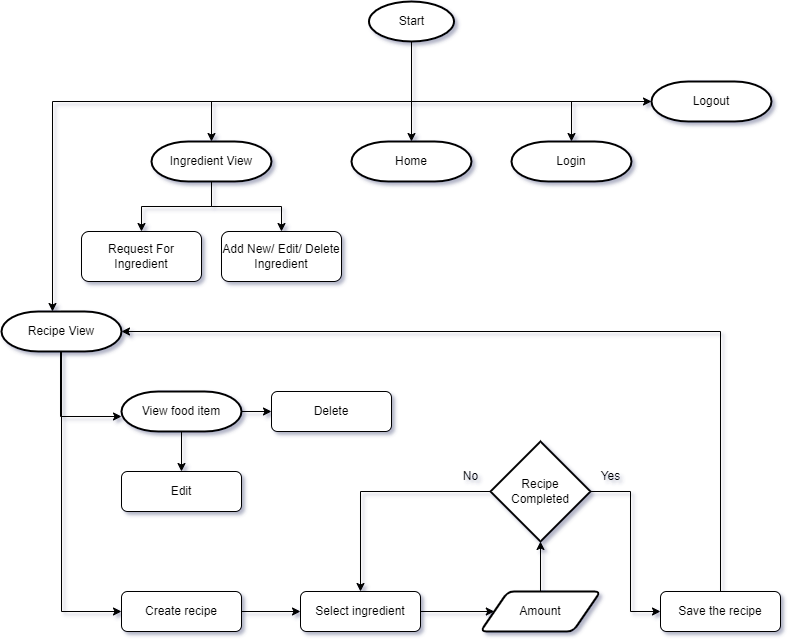 Start
Logout
Ingredient View
Home
Login
Request For
Ingredient
Add New/ Edit/ Delete
Ingredient
Recipe View
View food item
Delete
Edit
No
Recipe
Completed
Yes
Create recipe
Select ingredient
Amount
Save the recipe